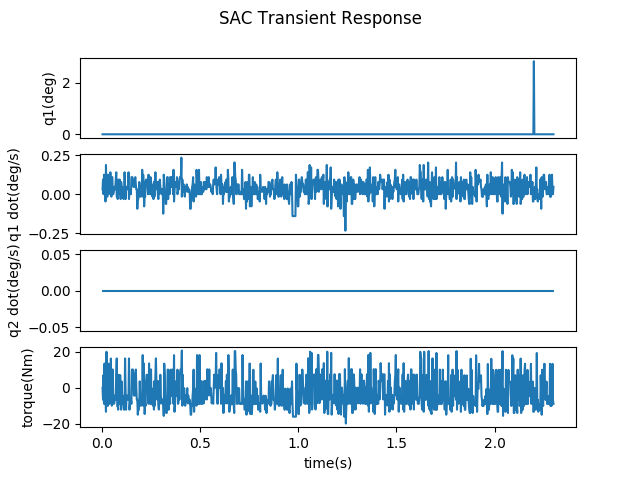 SAC Transient Response
q1(deg)
2
0
q1 dot(deg/s)
0.25
0.00
−0.25
q2 dot(deg/s)
0.05
0.00
−0.05
torque(Nm)
20
0
−20
0.0 0.5 1.0 1.5 2.0
time(s)